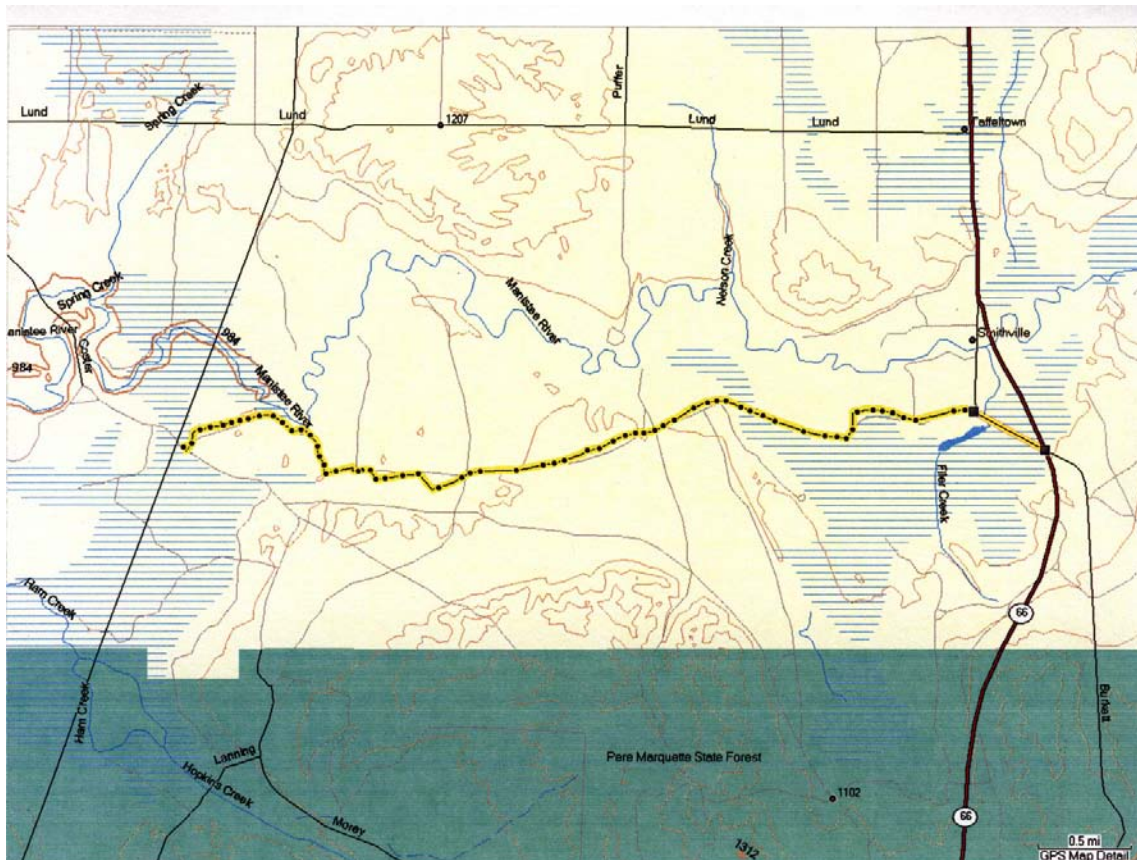 Puffer
Spring Creek
Lund
Lund
Lund
Lund
1207
Taffeltown
Nelson Creek
Spring Creek
Manistee River
anistee River
984
Smithville
984
Coster
Manistee River
Filer Creek
Ham Creek
66
Ham Creek
Burkett
Lanning
Pere Marquette State Forest
Hopkins Creek
1102
66
Morey
1312
0.5 mi
GPS Map Detail